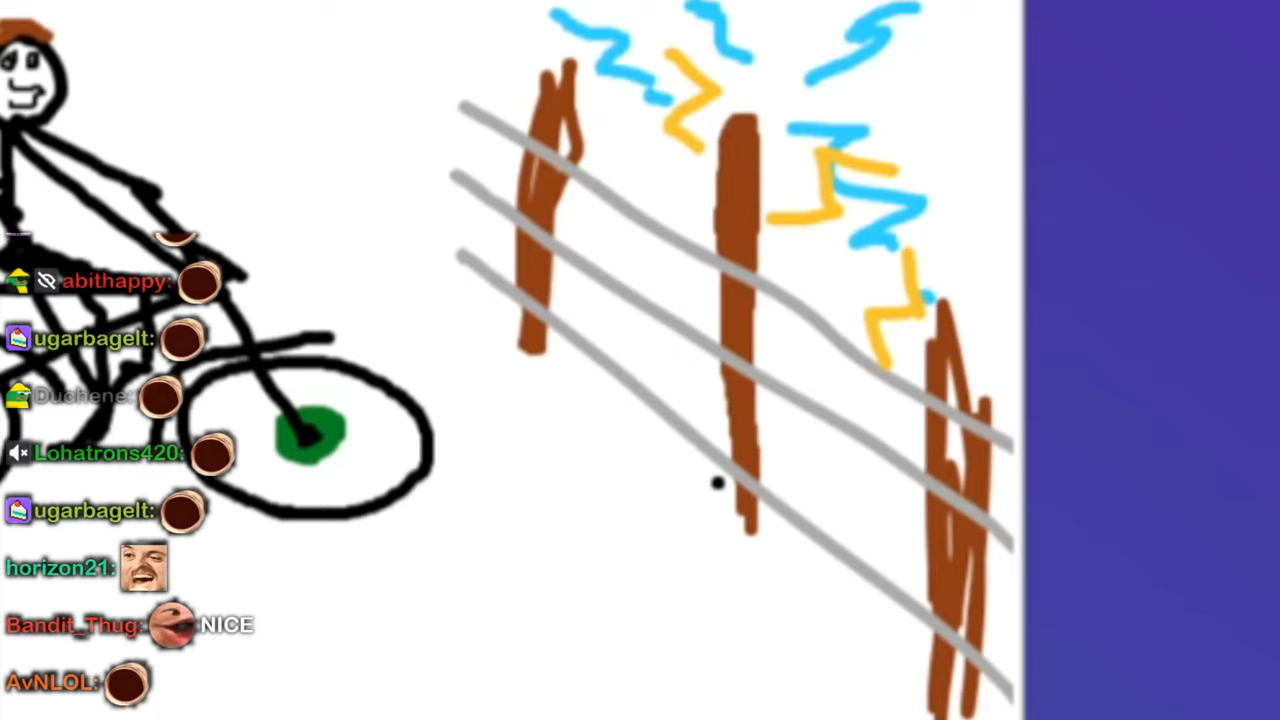 abithappy:
ugarbagelt:
Duchene:
Lohatrons420:
ugarbagelt:
horizon21:
Bandit_Thug: NICE
AvNLOL: